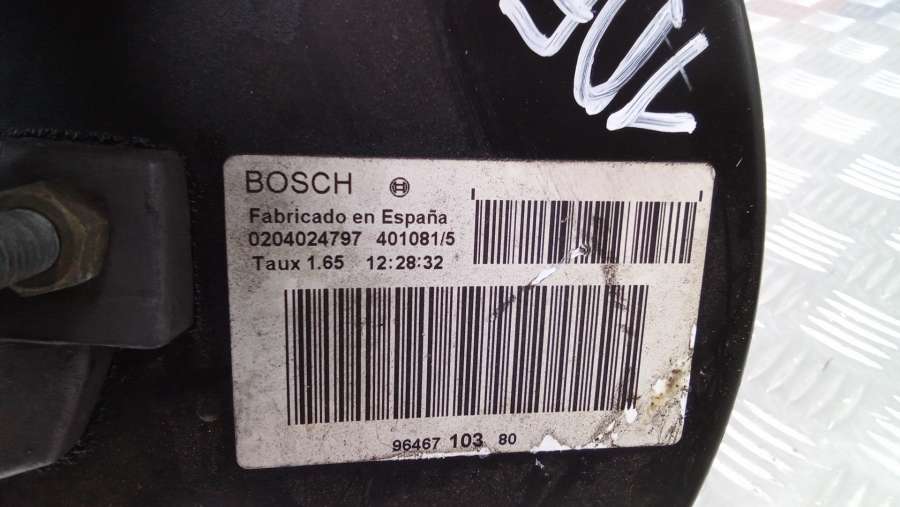 BOSCH
Fabricado en España
0204024797 401081/5
Taux 1.65 12:28:32
96467 103 80